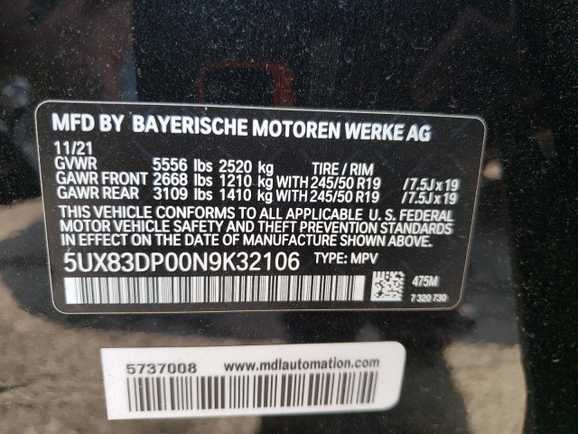 MFD BY BAYERISCHE MOTOREN WERKE AG
11/21
GVWR 5556 lbs 2520 kg TIRE / RIM
GAWR FRONT 2668 lbs 1210 kg WITH 245/50 R19 /7.5J x 19
GAWR REAR 3109 lbs 1410 kg WITH 245/50 R19 /7.5J x 19
THIS VEHICLE CONFORMS TO ALL APPLICABLE U. S. FEDERAL
MOTOR VEHICLE SAFETY AND THEFT PREVENTION STANDARDS
IN EFFECT ON THE DATE OF MANUFACTURE SHOWN ABOVE.
5UX83DP00N9K32106 TYPE: MPV
475M
7 320 730
5737008 www.mdlautomation.com